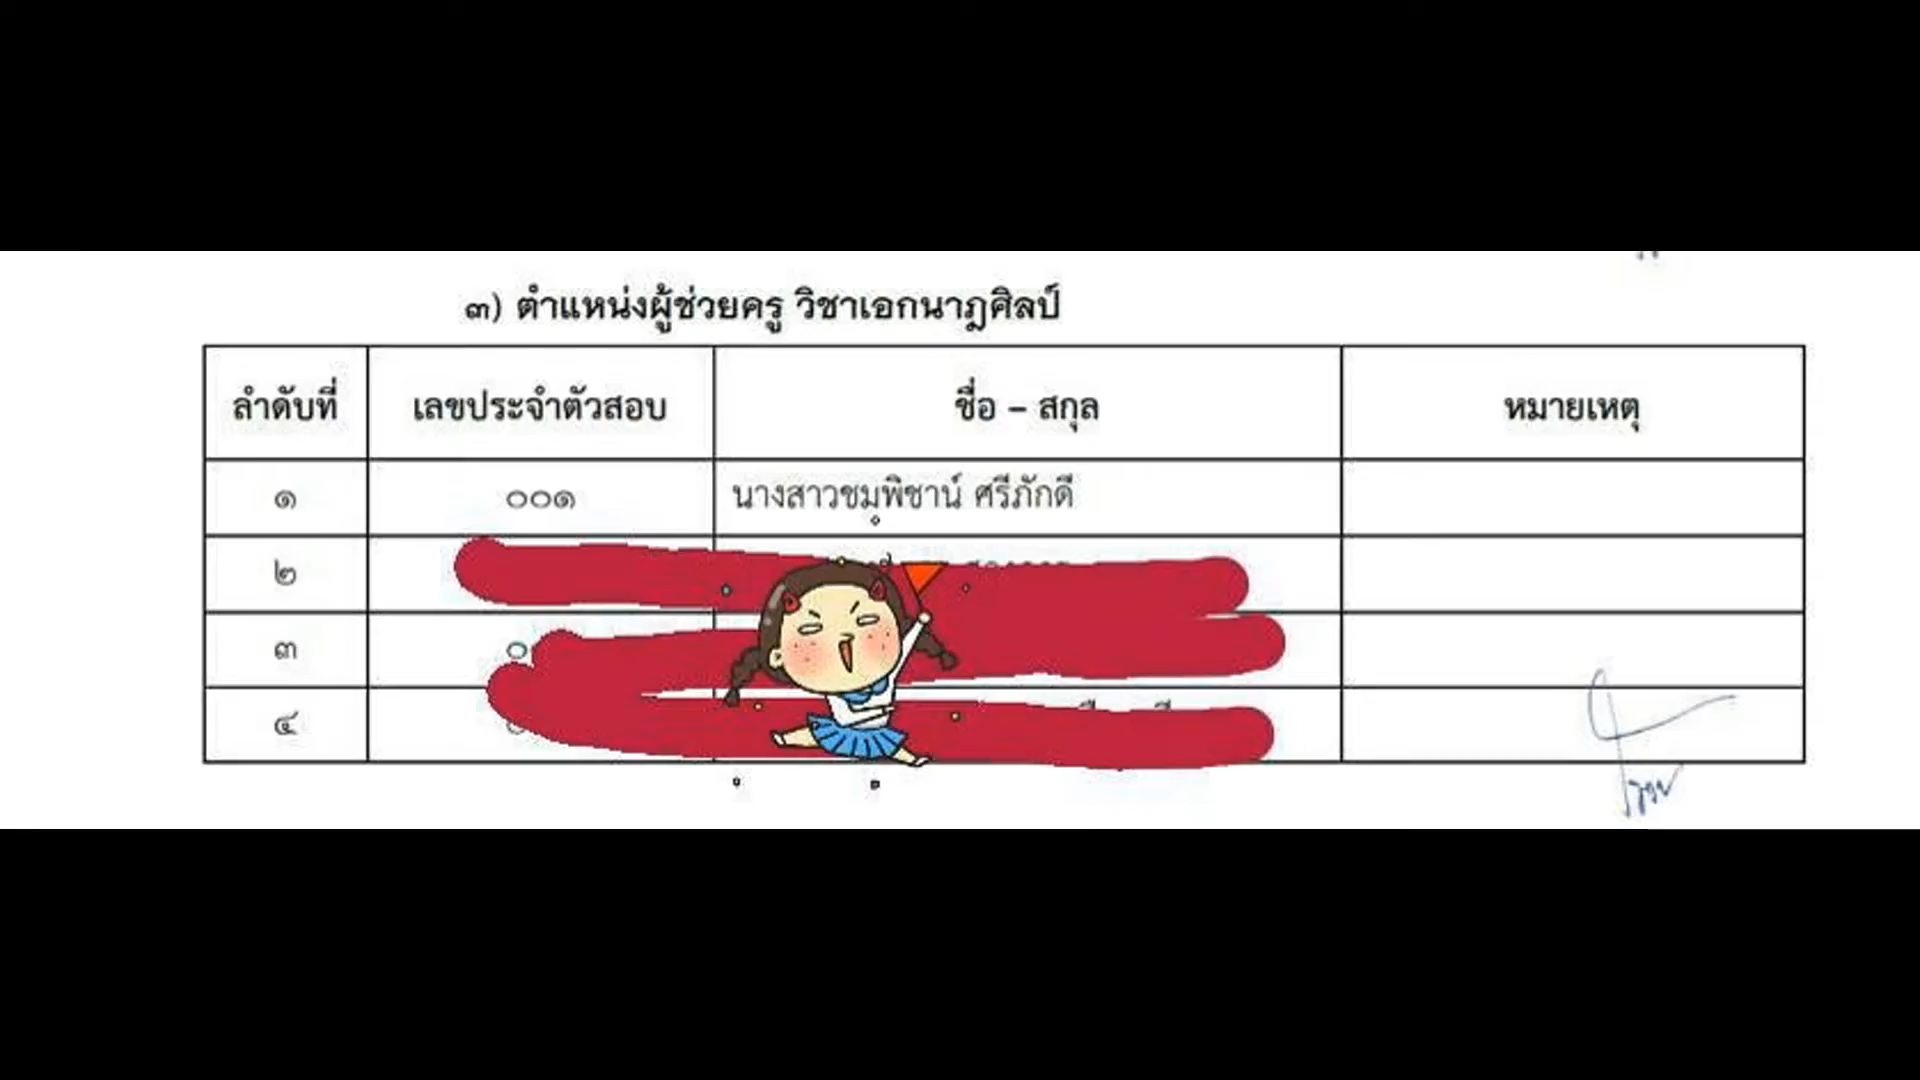 ๓) ตำแหน่งผู้ช่วยครู วิชาเอกนาฎศิลป์
ลำดับที่ เลขประจำตัวสอบ ชื่อ – สกุล หมายเหตุ
๑ ๐๐๑ นางสาวชมุพิชาน์ ศรีภักดี
๒
๓ ๐
๔